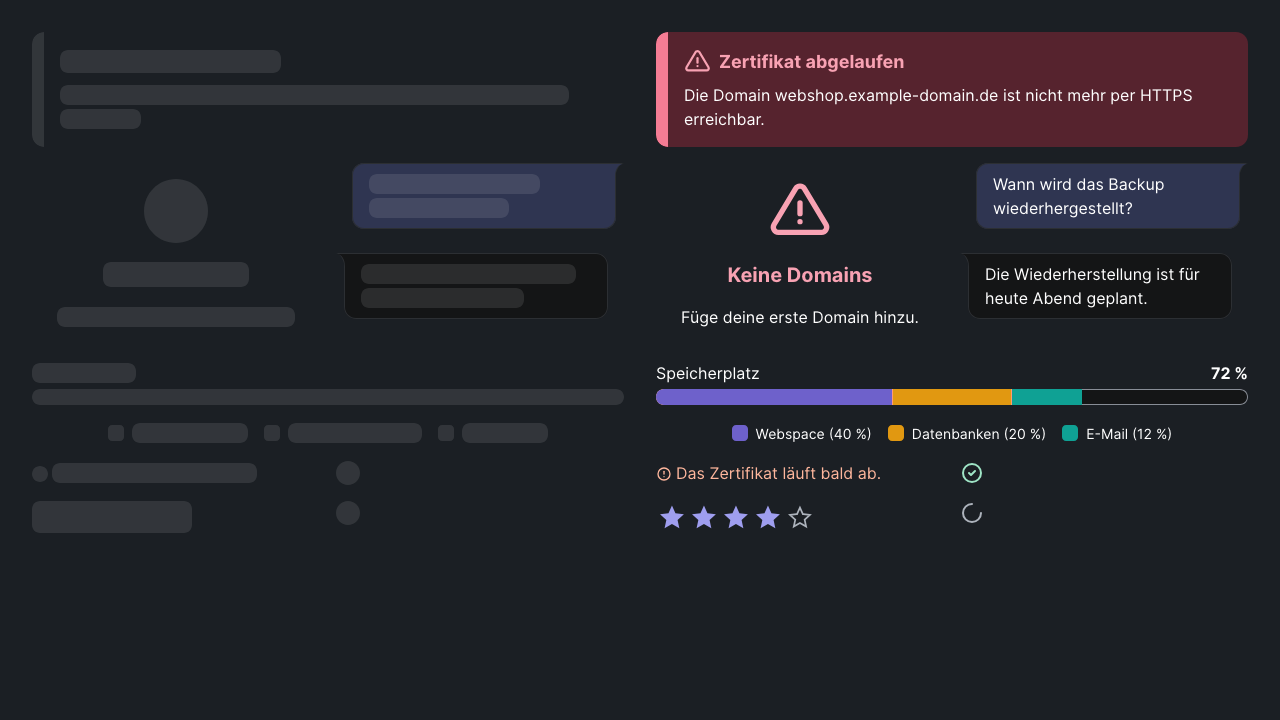 Zertifikat abgelaufen
Die Domain webshop.example-domain.de ist nicht mehr per HTTPS
erreichbar.
Wann wird das Backup
wiederhergestellt?
Keine Domains
Füge deine erste Domain hinzu.
Die Wiederherstellung ist für
heute Abend geplant.
Speicherplatz 72 %
Webspace (40 %) Datenbanken (20 %) E-Mail (12 %)
Das Zertifikat läuft bald ab.